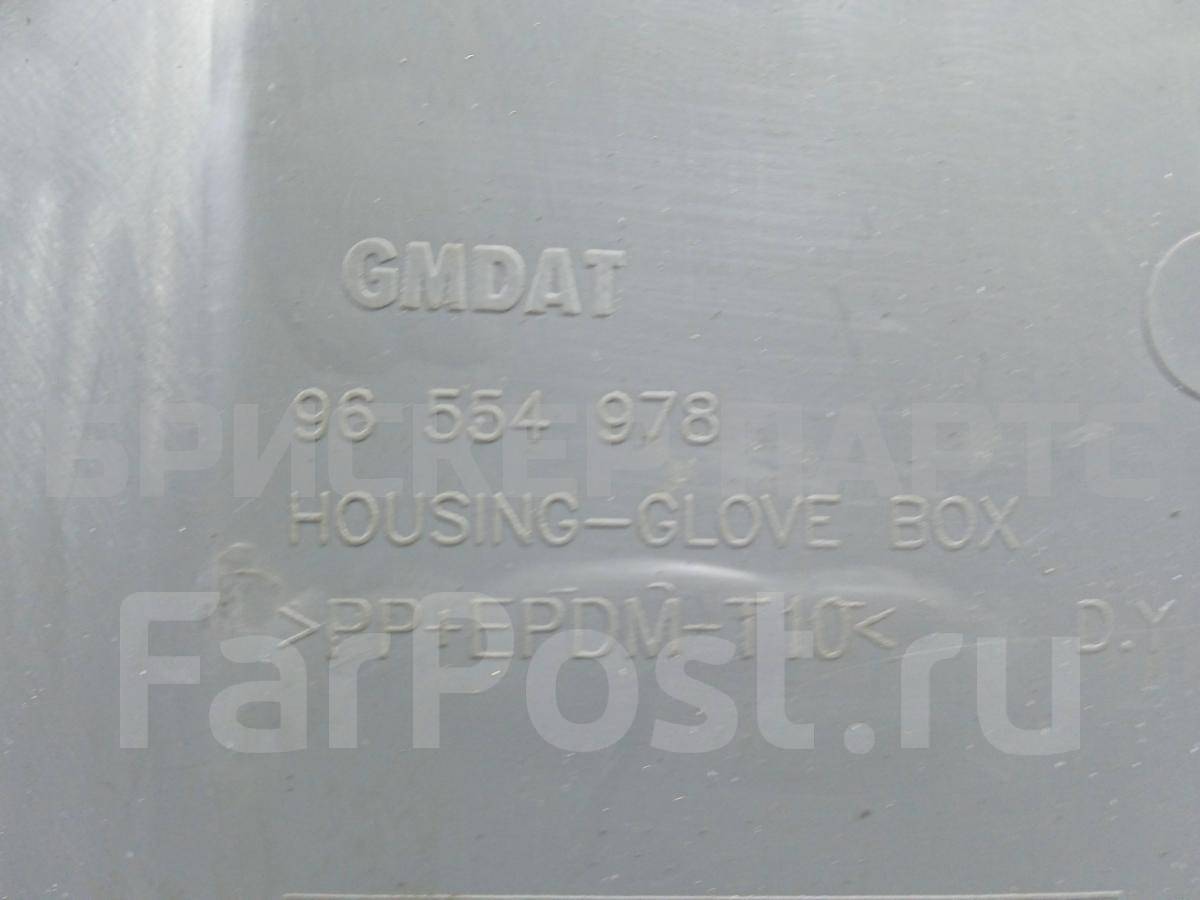 GMDAT
96 554 978
БРИСКЕР ПАРТС
HOUSING-GLOVE BOX
>PP+EPDM-T10< D.Y
FarPost.ru